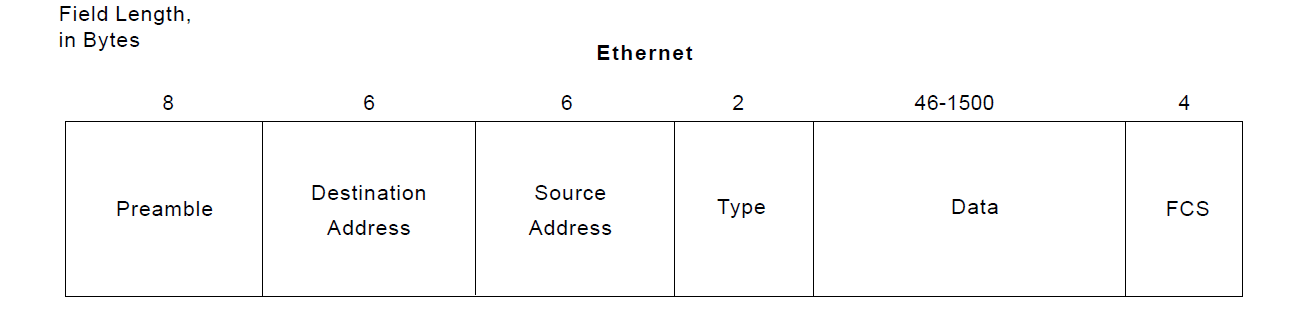 Field Length,
in Bytes
Ethernet
8 6 6 2 46-1500 4
Preamble
Destination
Address
Source
Address
Type
Data
FCS